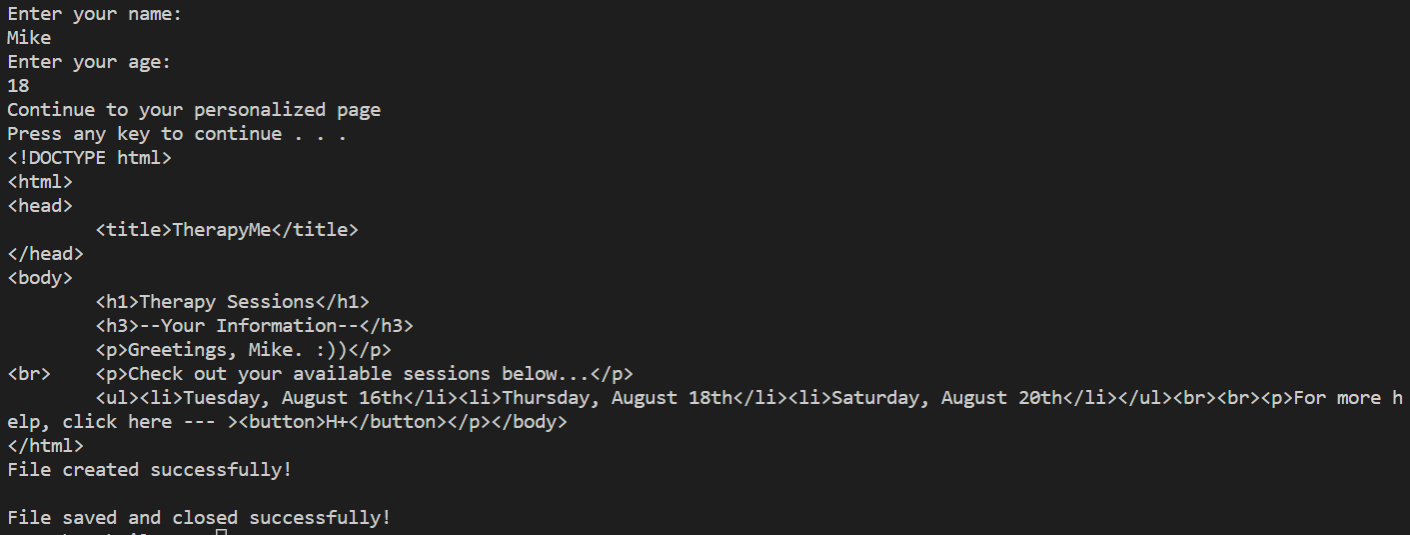 Enter your name:
Mike
Enter your age:
18
Continue to your personalized page
Press any key to continue . . .
<!DOCTYPE html>
<html>
<head>
        <title>TherapyMe</title>
</head>
<body>
        <h1>Therapy Sessions</h1>
        <h3>--Your Information--</h3>
        <p>Greetings, Mike. :))</p>
<br>    <p>Check out your available sessions below...</p>
        <ul><li>Tuesday, August 16th</li><li>Thursday, August 18th</li><li>Saturday, August 20th</li></ul><br><br><p>For more h
elp, click here --- ><button>H+</button></p></body>
</html>
File created successfully!

File saved and closed successfully!